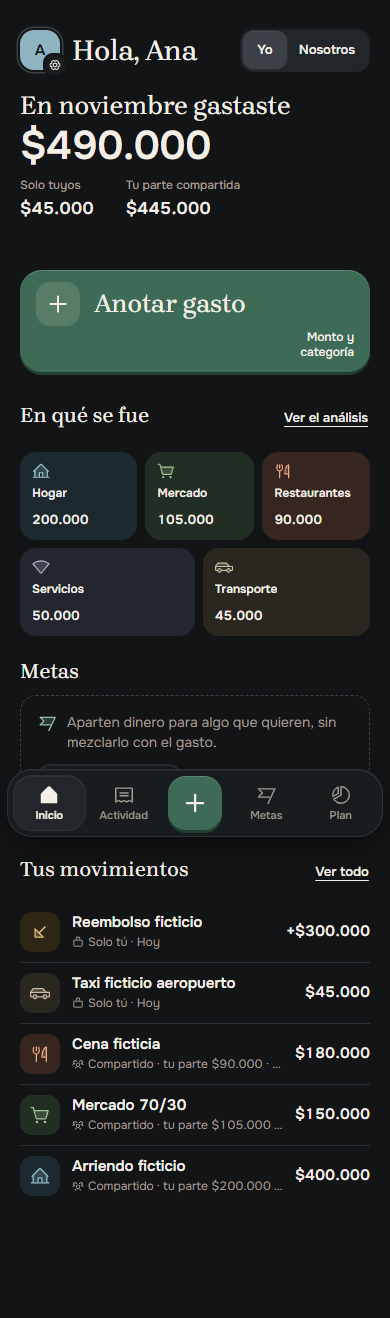 A
Hola, Ana
Yo
Nosotros
En noviembre gastaste
$490.000
Solo tuyos
Tu parte compartida
$45.000
$445.000
Anotar gasto
Monto y
categoría
En qué se fue
Ver el análisis
Hogar
Mercado
Restaurantes
200.000
105.000
90.000
Servicios
Transporte
50.000
45.000
Metas
Aparten dinero para algo que quieren, sin
mezclarlo con el gasto.
Inicio
Actividad
Metas
Plan
Tus movimientos
Ver todo
Reembolso ficticio
+$300.000
Solo tú · Hoy
Taxi ficticio aeropuerto
$45.000
Solo tú · Hoy
Cena ficticia
$180.000
Compartido · tu parte $90.000 · ...
Mercado 70/30
$150.000
Compartido · tu parte $105.000 ...
Arriendo ficticio
$400.000
Compartido · tu parte $200.000 ...